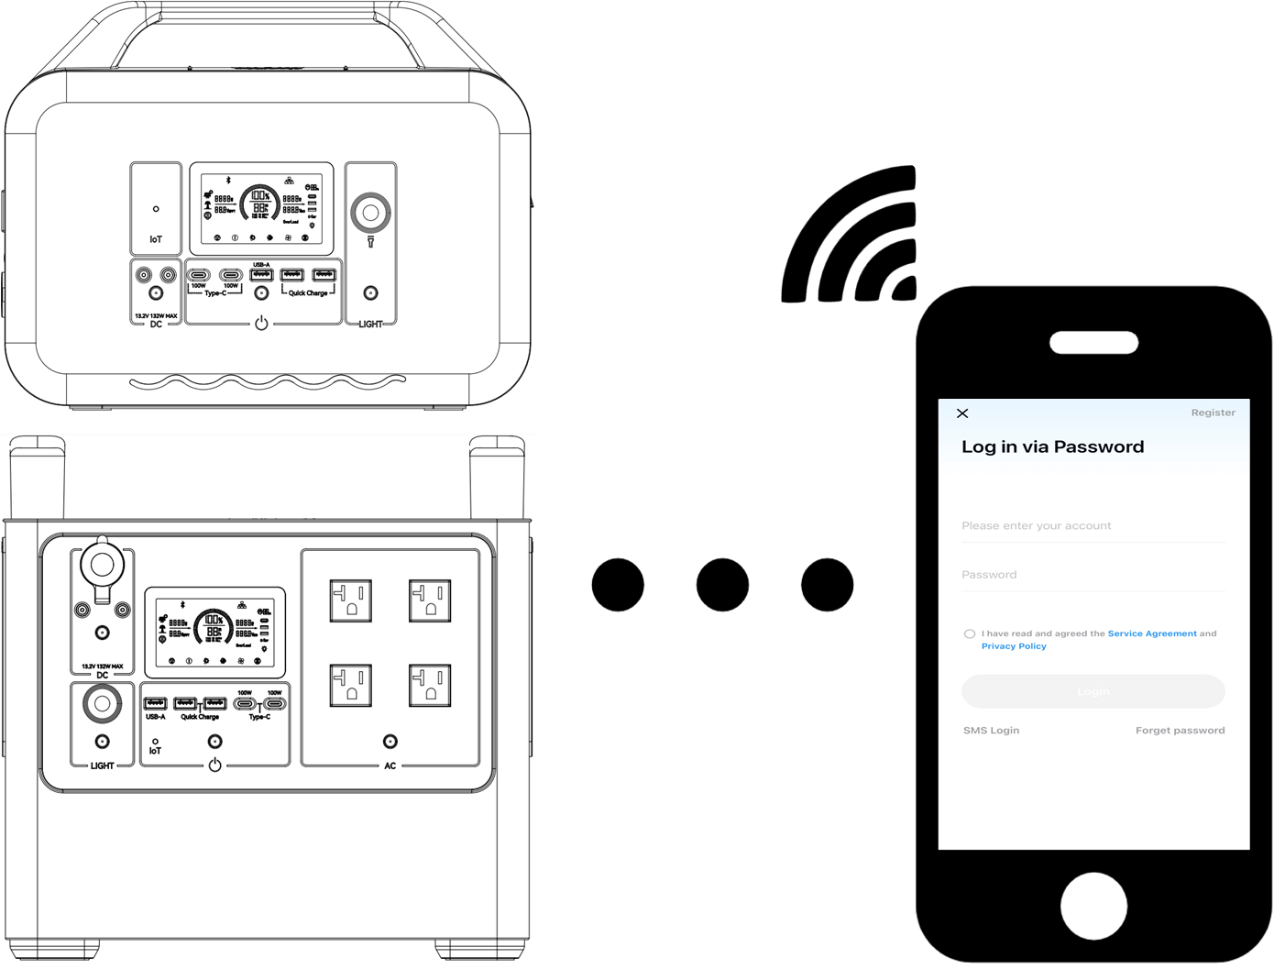 100%
IoT
USB-A
100W 100W
Type-C
Quick Charge
13.2V 132W MAX
DC
LIGHT
100%
13.2V 132W MAX
DC
100W 100W
USB-A Quick Charge Type-C
IoT
LIGHT
AC
Register
Log in via Password
Please enter your account
Password
I have read and agreed the Service Agreement and
Privacy Policy
Login
SMS Login Forget password